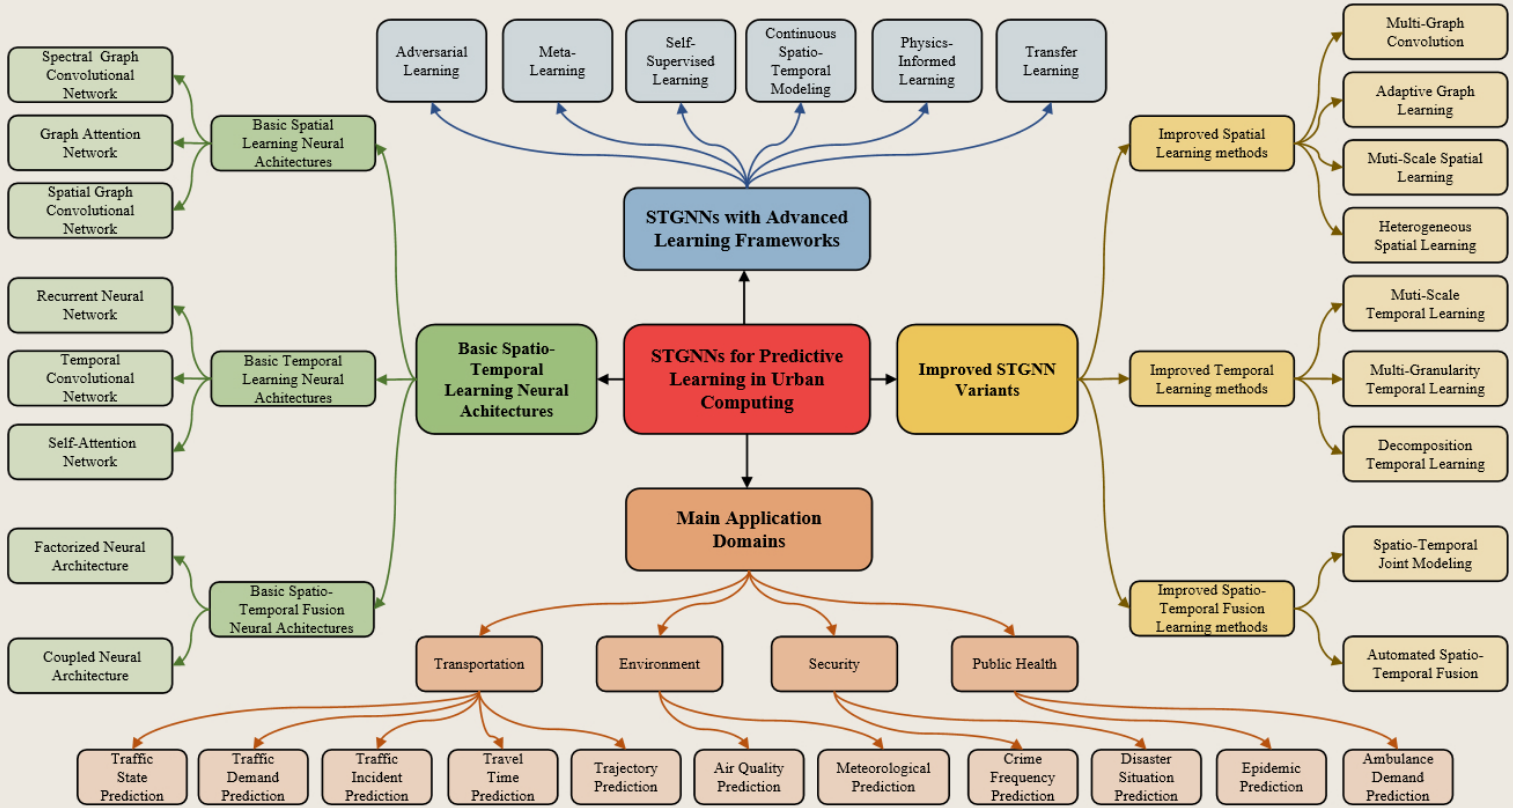 Adversarial
Learning
Meta-
Learning
Self-
Supervised
Learning
Continuous
Spatio-
Temporal
Modeling
Physics-
Informed
Learning
Transfer
Learning
STGNNs with Advanced
Learning Frameworks
Spectral Graph
Convolutional
Network
Graph Attention
Network
Spatial Graph
Convolutional
Network
Basic Spatial
Learning Neural
Achitectures
Recurrent Neural
Network
Temporal
Convolutional
Network
Self-Attention
Network
Basic Temporal
Learning Neural
Achitectures
Factorized Neural
Architecture
Coupled Neural
Architecture
Basic Spatio-
Temporal Fusion
Neural Achitectures
Basic Spatio-
Temporal
Learning Neural
Achitectures
STGNNs for Predictive
Learning in Urban
Computing
Improved STGNN
Variants
Improved Spatial
Learning methods
Multi-Graph
Convolution
Adaptive Graph
Learning
Muti-Scale Spatial
Learning
Heterogeneous
Spatial Learning
Improved Temporal
Learning methods
Muti-Scale
Temporal Learning
Multi-Granularity
Temporal Learning
Decomposition
Temporal Learning
Improved Spatio-
Temporal Fusion
Learning methods
Spatio-Temporal
Joint Modeling
Automated Spatio-
Temporal Fusion
Main Application
Domains
Transportation
Environment
Security
Public Health
Traffic
State
Prediction
Traffic
Demand
Prediction
Traffic
Incident
Prediction
Travel
Time
Prediction
Trajectory
Prediction
Air Quality
Prediction
Meteorological
Prediction
Crime
Frequency
Prediction
Disaster
Situation
Prediction
Epidemic
Prediction
Ambulance
Demand
Prediction